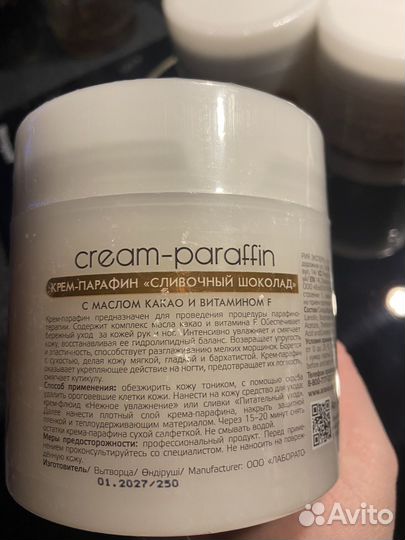 cream-paraffin
КРЕМ-ПАРАФИН «СЛИВОЧНЫЙ ШОКОЛАД»
С МАСЛОМ КАКАО И ВИТАМИНОМ F
Крем-парафин предназначен для проведения процедуры парафино-
терапии. Содержит комплекс масла какао и витамина F. Обеспечивает
бережный уход за кожей рук и ног. Интенсивно увлажняет и смягчает
кожу, восстанавливая ее гидролипидный баланс. Возвращает упругость
и эластичность, способствует разглаживанию мелких морщинок. Борется
с сухостью, делая кожу мягкой, гладкой и бархатистой. Крем-парафин
оказывает укрепляющее действие на ногти, предотвращает их ломкость,
смягчает кутикулу.
Способ применения: обезжирить кожу тоником, с помощью скраба
удалить ороговевшие клетки кожи. Нанести на кожу средство для ухода
крем-флюид «Нежное увлажнение» или сливки «Питательный уход».
Далее нанести плотный слой крема-парафина, накрыть защитной
пленкой и теплоудерживающим материалом. Через 15-20 минут снять
остатки крема-парафина сухой салфеткой. Не смывать водой.
Меры предосторожности: профессиональный продукт. Перед приме-
нением проконсультируйтесь со специалистом. Не наносить на повреж-
дённую кожу.
Изготовитель/ Вытворца/ Өндіруші/ Manufacturer: ООО «ЛАБОРАТО
01.2027/250
Avito